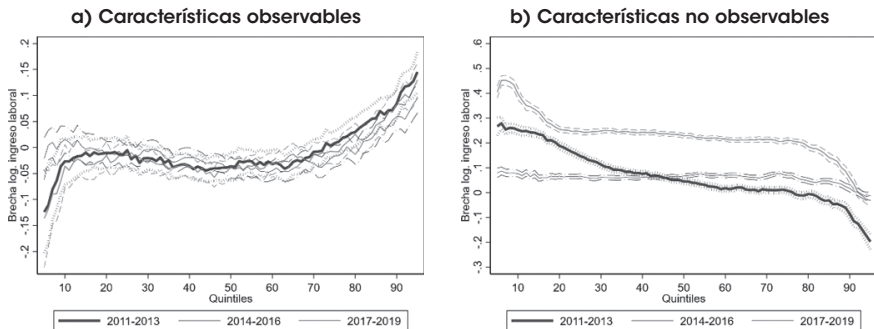 a) Características observables
Brecha log. ingreso laboral
.2
.15
.1
.05
0
-.05
-.1
-.15
-.2
10 20 30 40 50 60 70 80 90
Quintiles
2011-2013 2014-2016 2017-2019
b) Características no observables
Brecha log. ingreso laboral
.6
.5
.4
.3
.2
.1
0
-.1
-.2
-.3
10 20 30 40 50 60 70 80 90
Quintiles
2011-2013 2014-2016 2017-2019